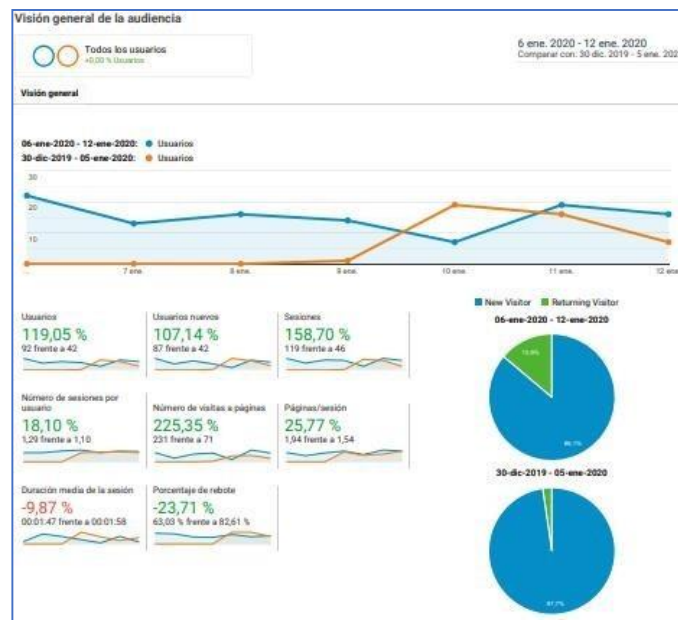 Visión general de la audiencia
Todos los usuarios
+0,00 % Usuarios
6 ene. 2020 - 12 ene. 2020
Comparar con: 30 dic. 2019 - 5 ene. 202
Visión general
06-ene-2020 - 12-ene-2020: Usuarios
30-dic-2019 - 05-ene-2020: Usuarios
30
20
10
...
7 ene.
8 ene.
9 ene.
10 ene.
11 ene.
12 ene
New Visitor Returning Visitor
06-ene-2020 - 12-ene-2020
13,9%
86,1%
30-dic-2019 - 05-ene-2020
97,7%
Usuarios
119,05 %
92 frente a 42
Usuarios nuevos
107,14 %
87 frente a 42
Sesiones
158,70 %
119 frente a 46
Número de sesiones por
usuario
18,10 %
1,29 frente a 1,10
Número de visitas a páginas
225,35 %
231 frente a 71
Páginas/sesión
25,77 %
1,94 frente a 1,54
Duración media de la sesión
-9,87 %
00:01:47 frente a 00:01:58
Porcentaje de rebote
-23,71 %
63,03 % frente a 82,61 %